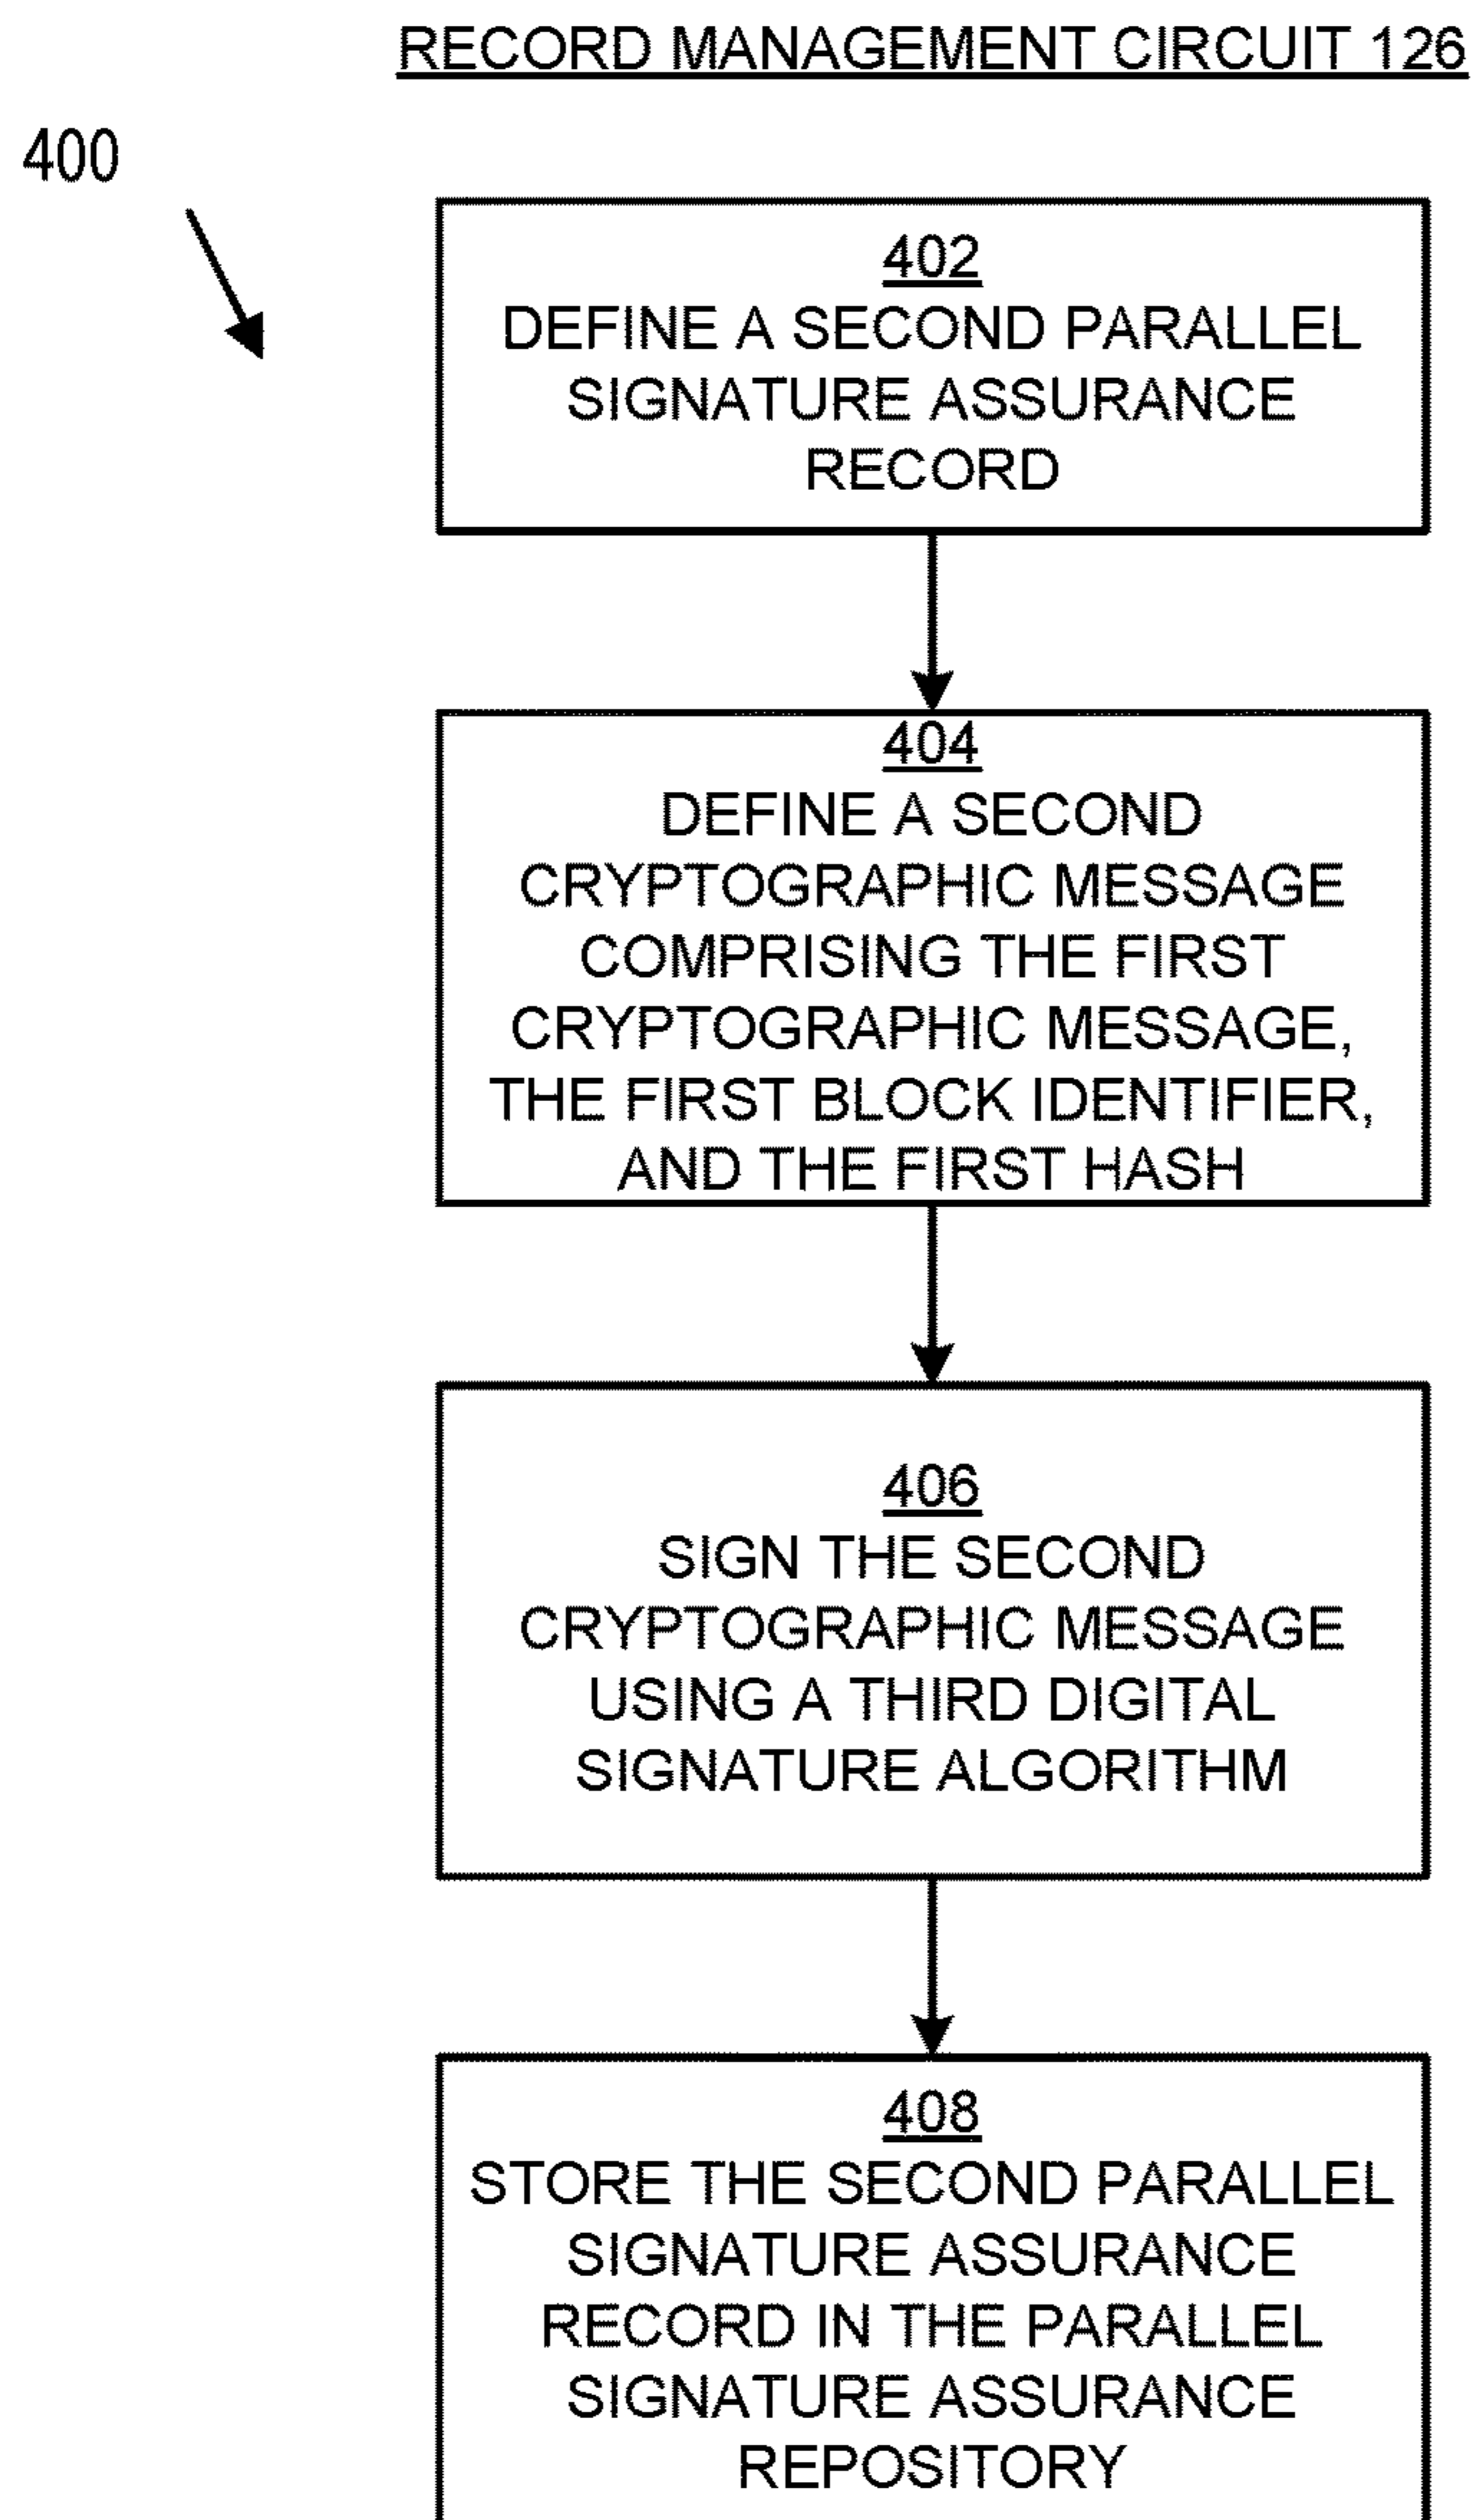 RECORD MANAGEMENT CIRCUIT 126
400
402
DEFINE A SECOND PARALLEL
SIGNATURE ASSURANCE
RECORD
404
DEFINE A SECOND
CRYPTOGRAPHIC MESSAGE
COMPRISING THE FIRST
CRYPTOGRAPHIC MESSAGE,
THE FIRST BLOCK IDENTIFIER,
AND THE FIRST HASH
406
SIGN THE SECOND
CRYPTOGRAPHIC MESSAGE
USING A THIRD DIGITAL
SIGNATURE ALGORITHM
408
STORE THE SECOND PARALLEL
SIGNATURE ASSURANCE
RECORD IN THE PARALLEL
SIGNATURE ASSURANCE
REPOSITORY